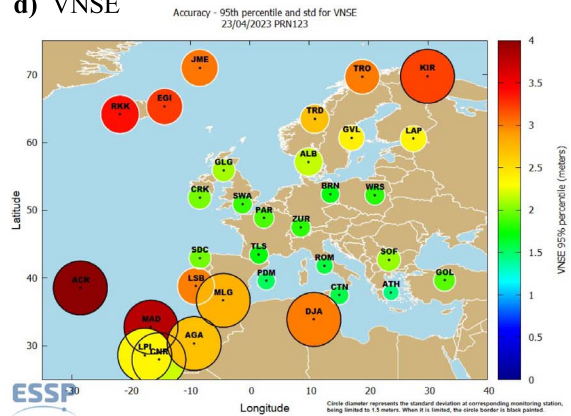 d) VNSE
Accuracy - 95th percentile and std for VNSE
23/04/2023 PRN123
70
60
50
40
30
Latitude
JME
TRO
KIR
RKK
EGI
TRD
GVL
LAP
GLG
ALB
CRK
SWA
BRN
WRS
PAR
ZUR
SDC
TLS
ROM
SOF
GOL
ACR
LSB
MLG
PDM
CTN
ATH
MAD
DJA
LPI
CNR
AGA
-30
-20
-10
0
10
20
30
40
Longitude
4
3.5
3
2.5
2
1.5
1
0.5
0
VNSE 95% percentile (meters)
ESSP
Circle diameter represents the standard deviation at corresponding monitoring station,
being limited to 1.5 meters. When it is limited, the circle border is black painted.